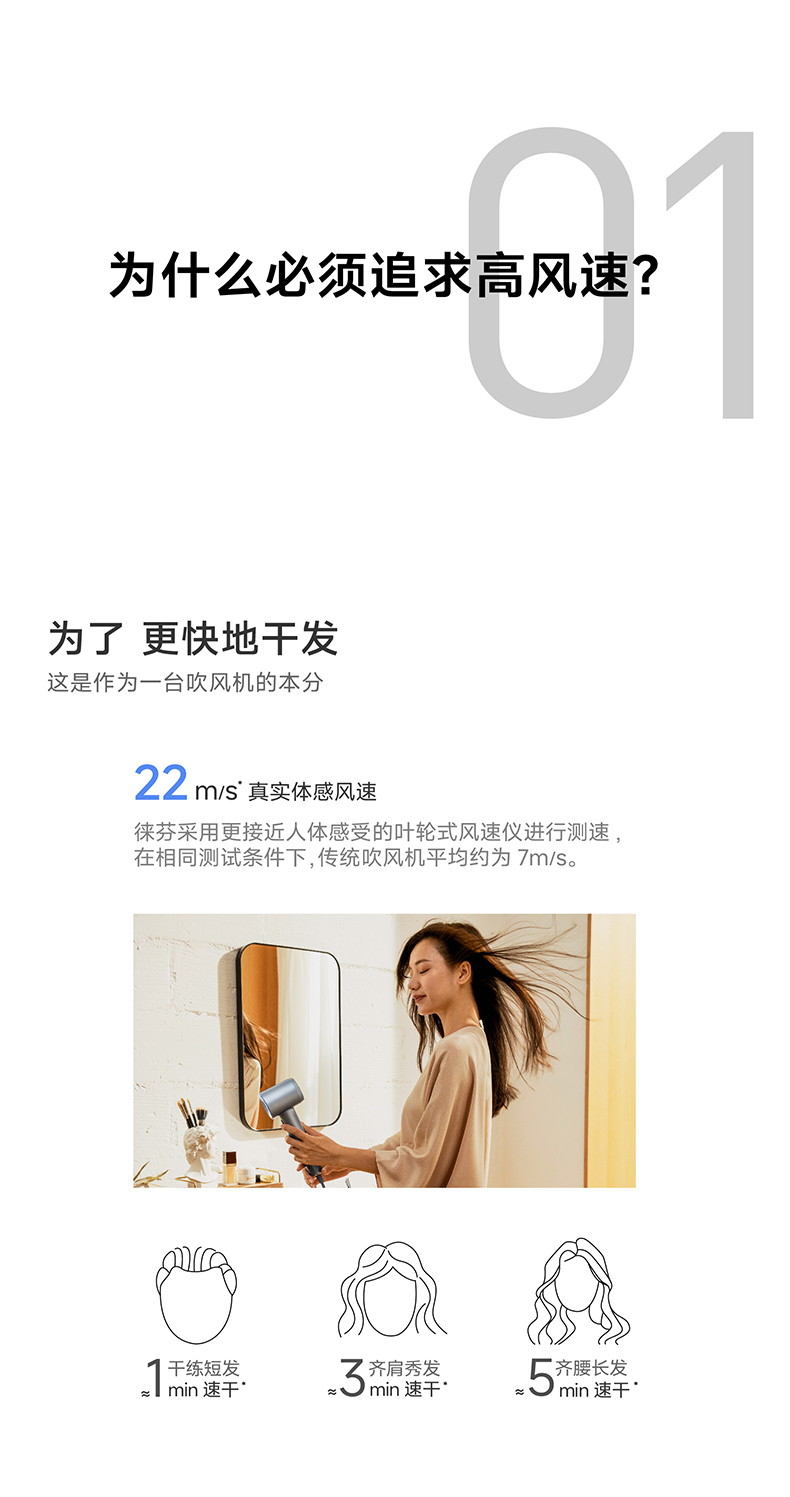 01
为什么必须追求高风速?
为了 更快地干发
这是作为一台吹风机的本分
22 m/s* 真实体感风速
徕芬采用更接近人体感受的叶轮式风速仪进行测速，
在相同测试条件下,传统吹风机平均约为 7m/s。
≈1 干练短发
min 速干*
≈3 齐肩秀发
min 速干*
≈5 齐腰长发
min 速干*